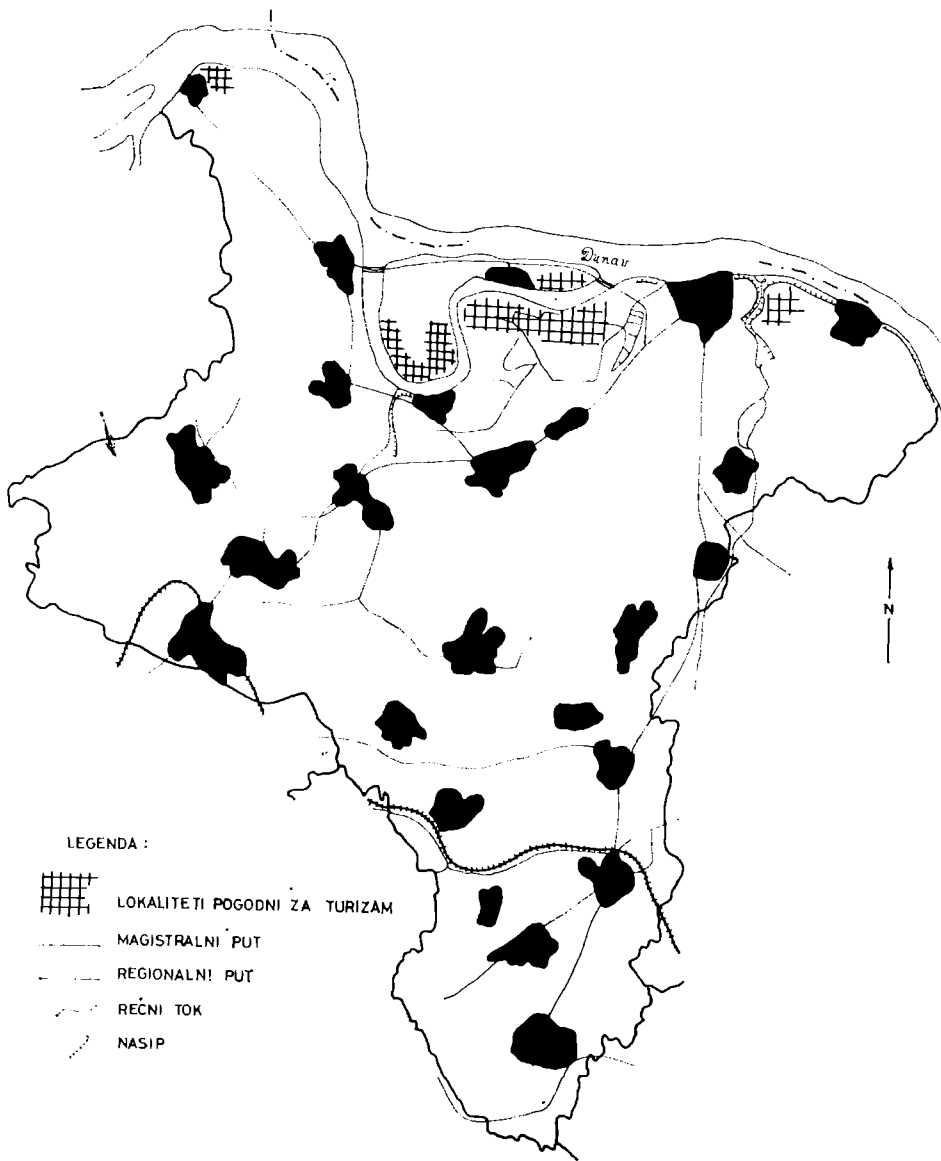 Dunav
N
LEGENDA :
LOKALITETI POGODNI ZA TURIZAM
MAGISTRALNI PUT
REGIONALNI PUT
REČNI TOK
NASIP